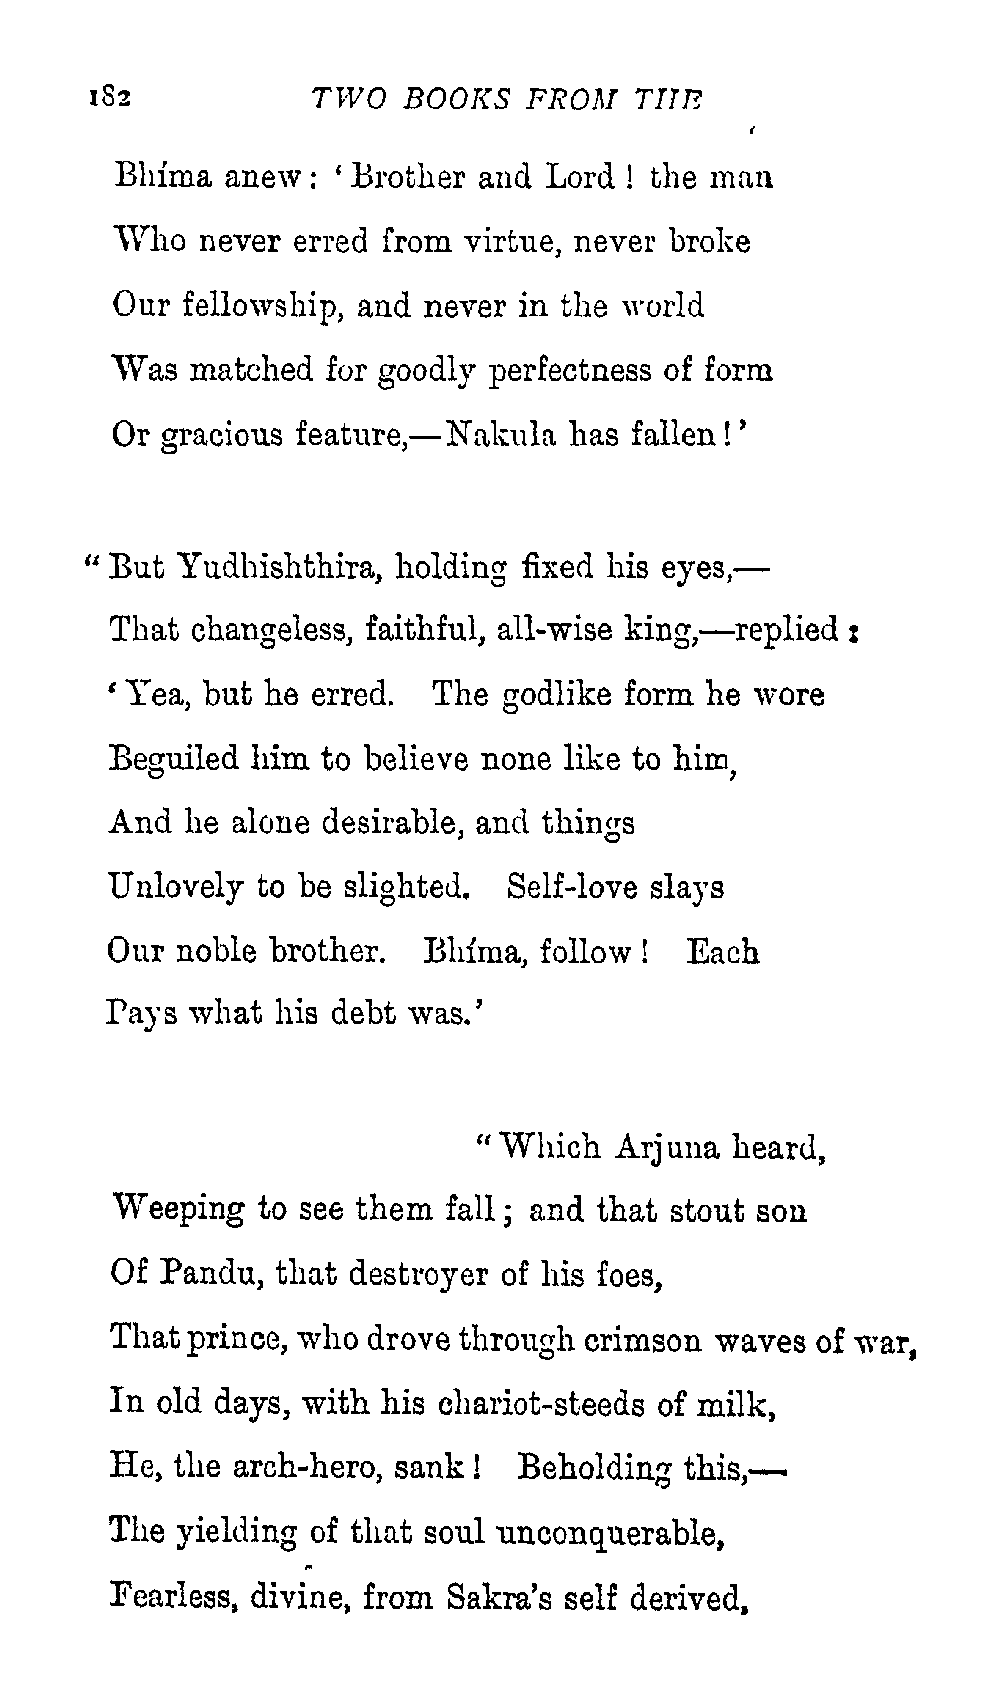 182 TWO BOOKS FROM THE
Bhíma anew: ‘Brother and Lord! the man
Who never erred from virtue, never broke
Our fellowship, and never in the world
Was matched for goodly perfectness of form
Or gracious feature,—Nakula has fallen!’
“But Yudhishthira, holding fixed his eyes,—
That changeless, faithful, all-wise king,—replied:
‘Yea, but he erred. The godlike form he wore
Beguiled him to believe none like to him,
And he alone desirable, and things
Unlovely to be slighted. Self-love slays
Our noble brother. Bhíma, follow! Each
Pays what his debt was.’
“Which Arjuna heard,
Weeping to see them fall; and that stout son
Of Pandu, that destroyer of his foes,
That prince, who drove through crimson waves of war,
In old days, with his chariot-steeds of milk,
He, the arch-hero, sank! Beholding this,—
The yielding of that soul unconquerable,
Fearless, divine, from Sakra’s self derived,